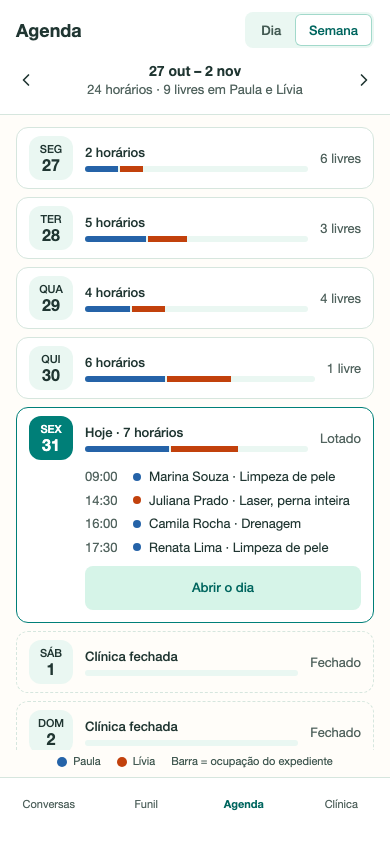 Agenda
Dia
Semana
27 out – 2 nov
24 horários · 9 livres em Paula e Lívia
SEG
27
2 horários
6 livres
TER
28
5 horários
3 livres
QUA
29
4 horários
4 livres
QUI
30
6 horários
1 livre
SEX
31
Hoje · 7 horários
Lotado
09:00 Marina Souza · Limpeza de pele
14:30 Juliana Prado · Laser, perna inteira
16:00 Camila Rocha · Drenagem
17:30 Renata Lima · Limpeza de pele
Abrir o dia
SÁB
1
Clínica fechada
Fechado
DOM
2
Clínica fechada
Fechado
Paula Lívia Barra = ocupação do expediente
Conversas Funil Agenda Clínica